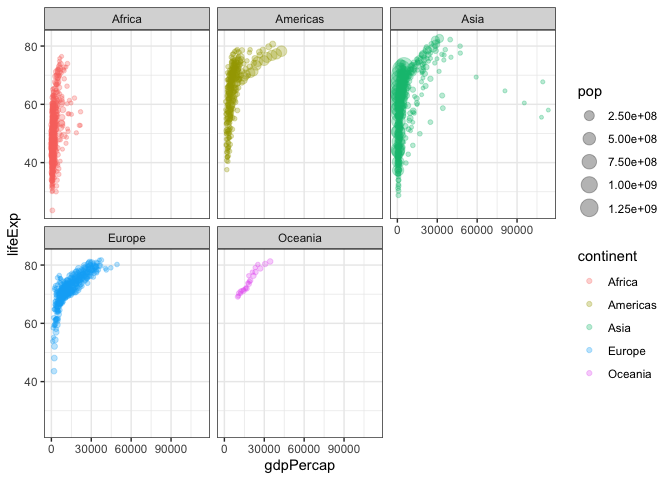 Africa
Americas
Asia
80
60
40
0
30000
60000
90000
Europe
Oceania
80
60
40
0
30000
60000
90000
0
30000
60000
90000
lifeExp
gdpPercap
pop
2.50e+08
5.00e+08
7.50e+08
1.00e+09
1.25e+09
continent
Africa
Americas
Asia
Europe
Oceania